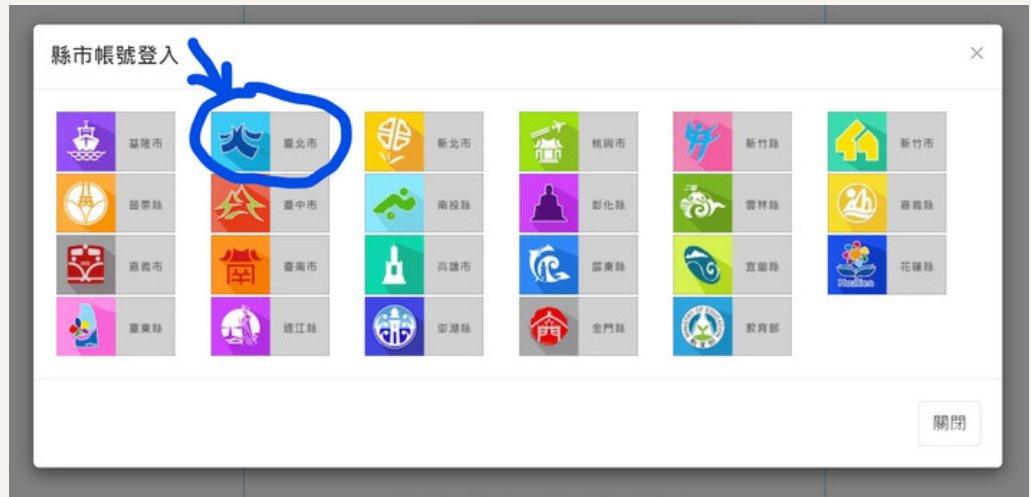 縣市帳號登入 ×
基隆市 臺北市 新北市 桃園市 新竹縣 新竹市
苗栗縣 臺中市 南投縣 彰化縣 雲林縣 嘉義縣
嘉義市 臺南市 高雄市 屏東縣 宜蘭縣 花蓮縣
Hualien
臺東縣 連江縣 澎湖縣 金門縣 教育部
關閉